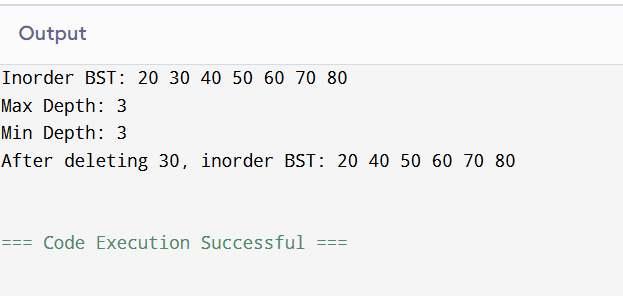 Output
Inorder BST: 20 30 40 50 60 70 80
Max Depth: 3
Min Depth: 3
After deleting 30, inorder BST: 20 40 50 60 70 80
=== Code Execution Successful ===